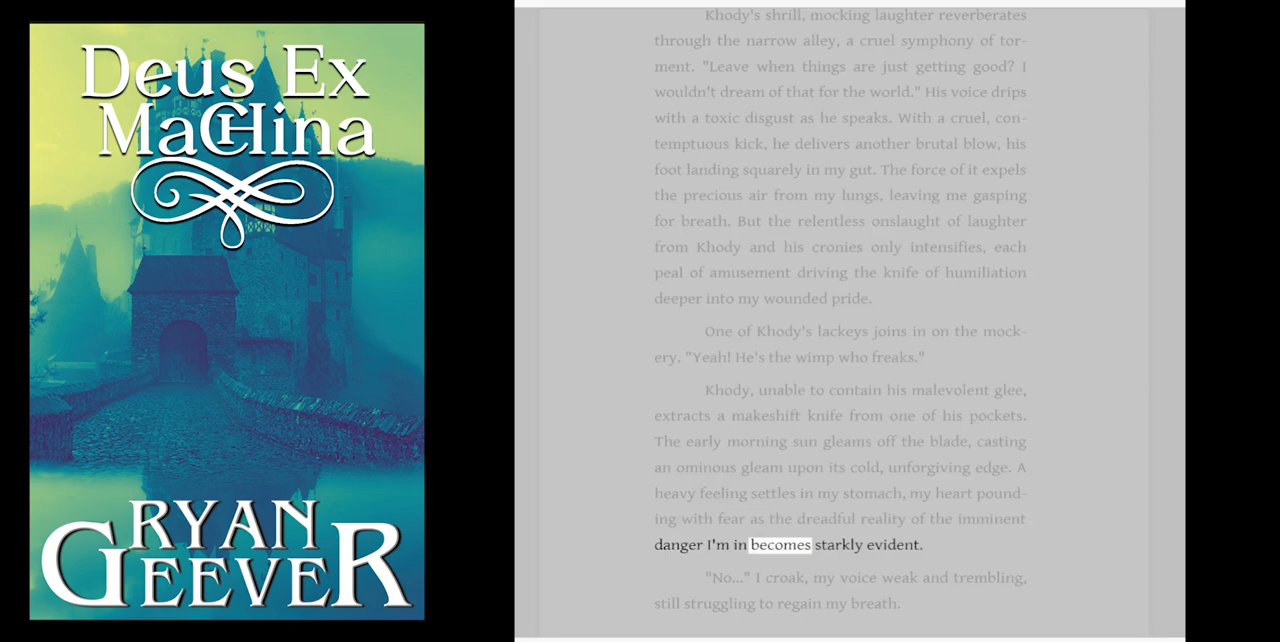 Deus Ex
MaCHina
RYAN
GEEVER
Khody's shrill, mocking laughter reverberates
through the narrow alley, a cruel symphony of tor-
ment. "Leave when things are just getting good? I
wouldn't dream of that for the world." His voice drips
with a toxic disgust as he speaks. With a cruel, con-
temptuous kick, he delivers another brutal blow, his
foot landing squarely in my gut. The force of it expels
the precious air from my lungs, leaving me gasping
for breath. But the relentless onslaught of laughter
from Khody and his cronies only intensifies, each
peal of amusement driving the knife of humiliation
deeper into my wounded pride.
One of Khody's lackeys joins in on the mock-
ery. "Yeah! He's the wimp who freaks."
Khody, unable to contain his malevolent glee,
extracts a makeshift knife from one of his pockets.
The early morning sun gleams off the blade, casting
an ominous gleam upon its cold, unforgiving edge. A
heavy feeling settles in my stomach, my heart pound-
ing with fear as the dreadful reality of the imminent
danger I'm in becomes starkly evident.
"No..." I croak, my voice weak and trembling,
still struggling to regain my breath.